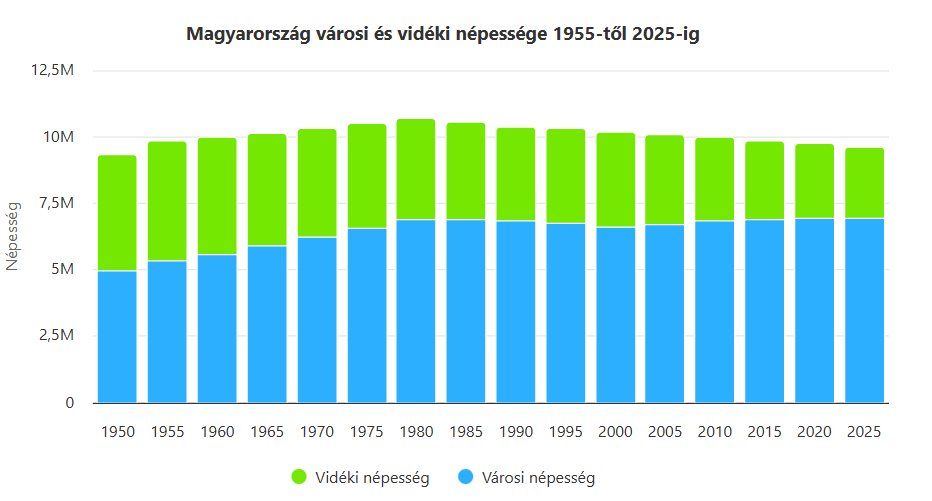 Magyarország városi és vidéki népessége 1955-től 2025-ig
Népesség
12,5M
10M
7,5M
5M
2,5M
0
1950 1955 1960 1965 1970 1975 1980 1985 1990 1995 2000 2005 2010 2015 2020 2025
Vidéki népesség Városi népesség